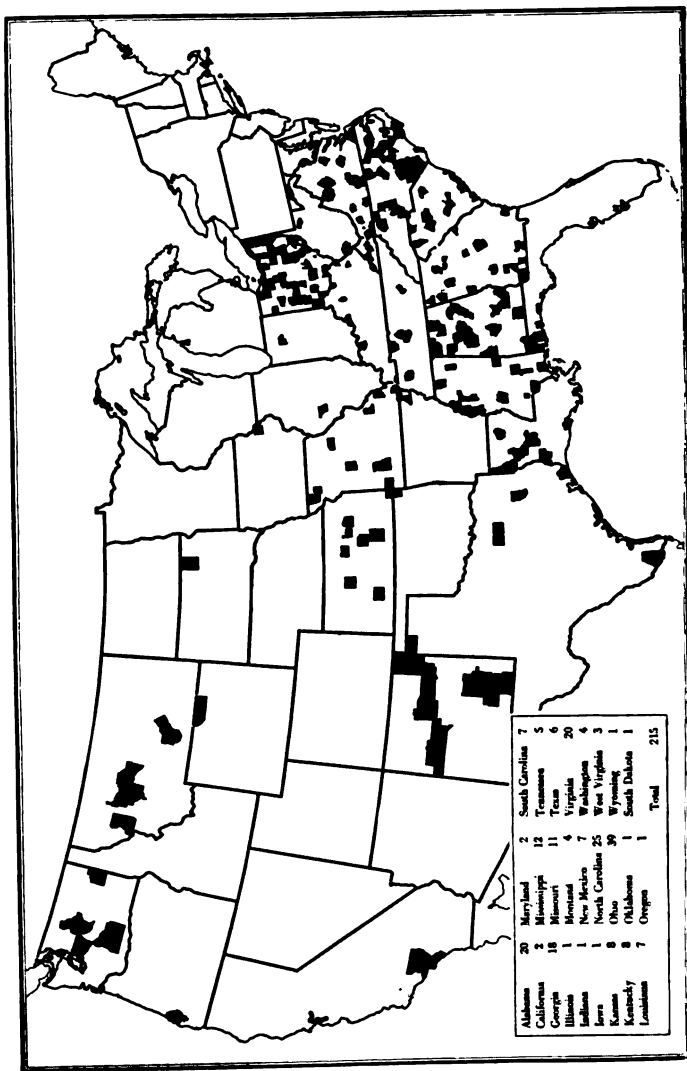 Alabama 20 Maryland 2 South Carolina 7
California 2 Mississippi 12 Tennessee 5
Georgia 18 Missouri 11 Texas 6
Illinois 1 Montana 4 Virginia 20
Indiana 1 New Mexico 7 Washington 4
Iowa 1 North Carolina 25 West Virginia 3
Kansas 8 Ohio 39 Wyoming 1
Kentucky 8 Oklahoma 1 South Dakota 1
Louisiana 7 Oregon 1
Total 215